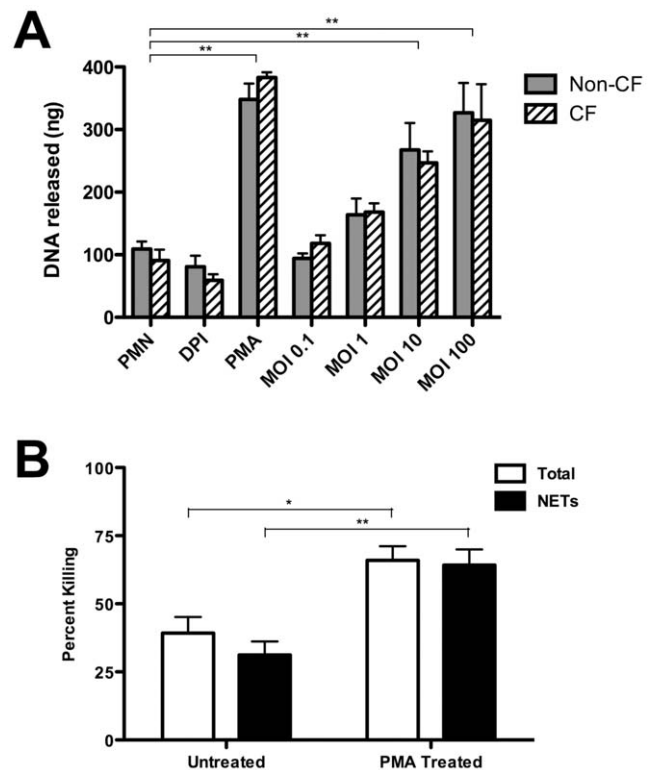 A
**
**
**
DNA released (ng)
400
300
200
100
0
Non-CF
CF
PMN
DPI
PMA
MOI 0.1
MOI 1
MOI 10
MOI 100
B
Percent Killing
100
75
50
25
0
*
**
Total
NETs
Untreated
PMA Treated